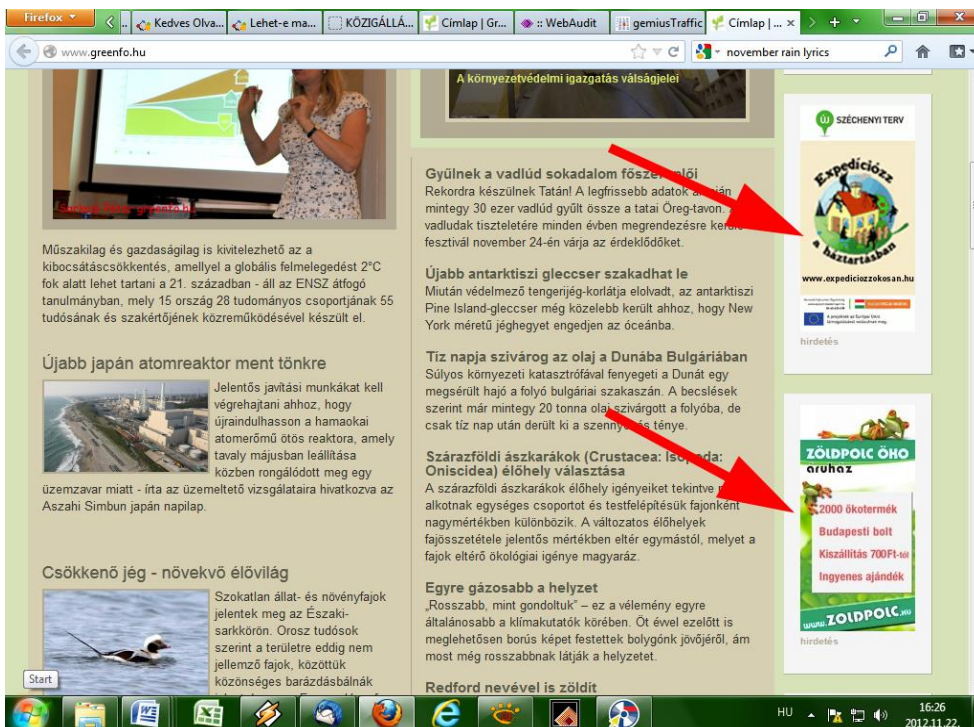 Firefox
..
Kedves Olva...
Lehet-e ma...
KÖZIGÁLLÁ...
Címlap | Gr...
:: WebAudit
gemiusTraffic
Címlap | ...
www.greenfo.hu
november rain lyrics
A környezetvédelmi igazgatás válságjelei
Műszakilag és gazdaságilag is kivitelezhető az a
kibocsátáscsökkentés, amellyel a globális felmelegedést 2°C
fok alatt lehet tartani a 21. században - áll az ENSZ átfogó
tanulmányban, mely 15 ország 28 tudományos csoportjának 55
tudósának és szakértőjének közreműködésével készült el.
Újabb japán atomreaktor ment tönkre
Jelentős javítási munkákat kell
végrehajtani ahhoz, hogy
újraindulhasson a hamaokai
atomerőmű ötös reaktora, amely
tavaly májusban leállítása
közben rongálódott meg egy
üzemzavar miatt - írta az üzemeltető vizsgálataira hivatkozva az
Aszahi Simbun japán napilap.
Csökkenő jég - növekvő élővilág
Szokatlan állat- és növényfajok
jelentek meg az Északi-
sarkkörön. Orosz tudósok
szerint a területre eddig nem
jellemző fajok, közöttük
közönséges barázdásbálnák
Gyűlnek a vadlúd sokadalom
Rekordra készülnek Tatán! A legfrissebb adatok
mintegy 30 ezer vadlúd gyűlt össze a tatai Öreg-tavon.
vadludak tiszteletére minden évben megrendezésre
fesztivál november 24-én várja az érdeklődőket.
Újabb antarktiszi gleccser szakadhat le
Miután védelmező tengerijég-korlátja elolvadt, az antarktiszi
Pine Island-gleccser még közelebb került ahhoz, hogy New
York méretű jéghegyet engedjen az óceánba.
Tíz napja szivárog az olaj a Dunába Bulgáriában
Súlyos környezeti katasztrófával fenyegeti a Dunát egy
megsérült hajó a folyó bulgáriai szakaszán. A becslések
szerint már mintegy 20 tonna olaj szivárgott a folyóba, de
csak tíz nap után derült ki a ténye.
Szárazföldi ászkarákok (Crustacea: Isopoda:
Oniscidea) élőhely választása
A szárazföldi ászkarákok élőhely igényeiket tekintve
alkotnak egységes csoportot és testfelépítésük fajonként
nagymértékben különbözik. A változatos élőhelyek
fajösszetétele jelentős mértékben eltér egymástól, melyet a
fajok eltérő ökológiai igénye magyaráz.
Egyre gázosabb a helyzet
„Rosszabb, mint gondoltuk” – ez a vélemény egyre
általánosabb a klímakutatók körében. Öt évvel ezelőtt is
meglehetősen borús képet festettek bolygónk jövőjéről, ám
most még rosszabbnak látják a helyzetet.
Redford nevével is zöldít
ÚJ SZÉCHENYI TERV
Expedíciózz
a háztartásban
www.expediciozzokosan.hu
hirdetés
ZÖLDPOLC ÖKO
aruház
2000 ökotermék
Budapesti bolt
Kiszállítás 700Ft-tól
Ingyenes ajándék
www.ZOLDPOLC.HU
hirdetés
Start
HU
16:26
2012.11.22.